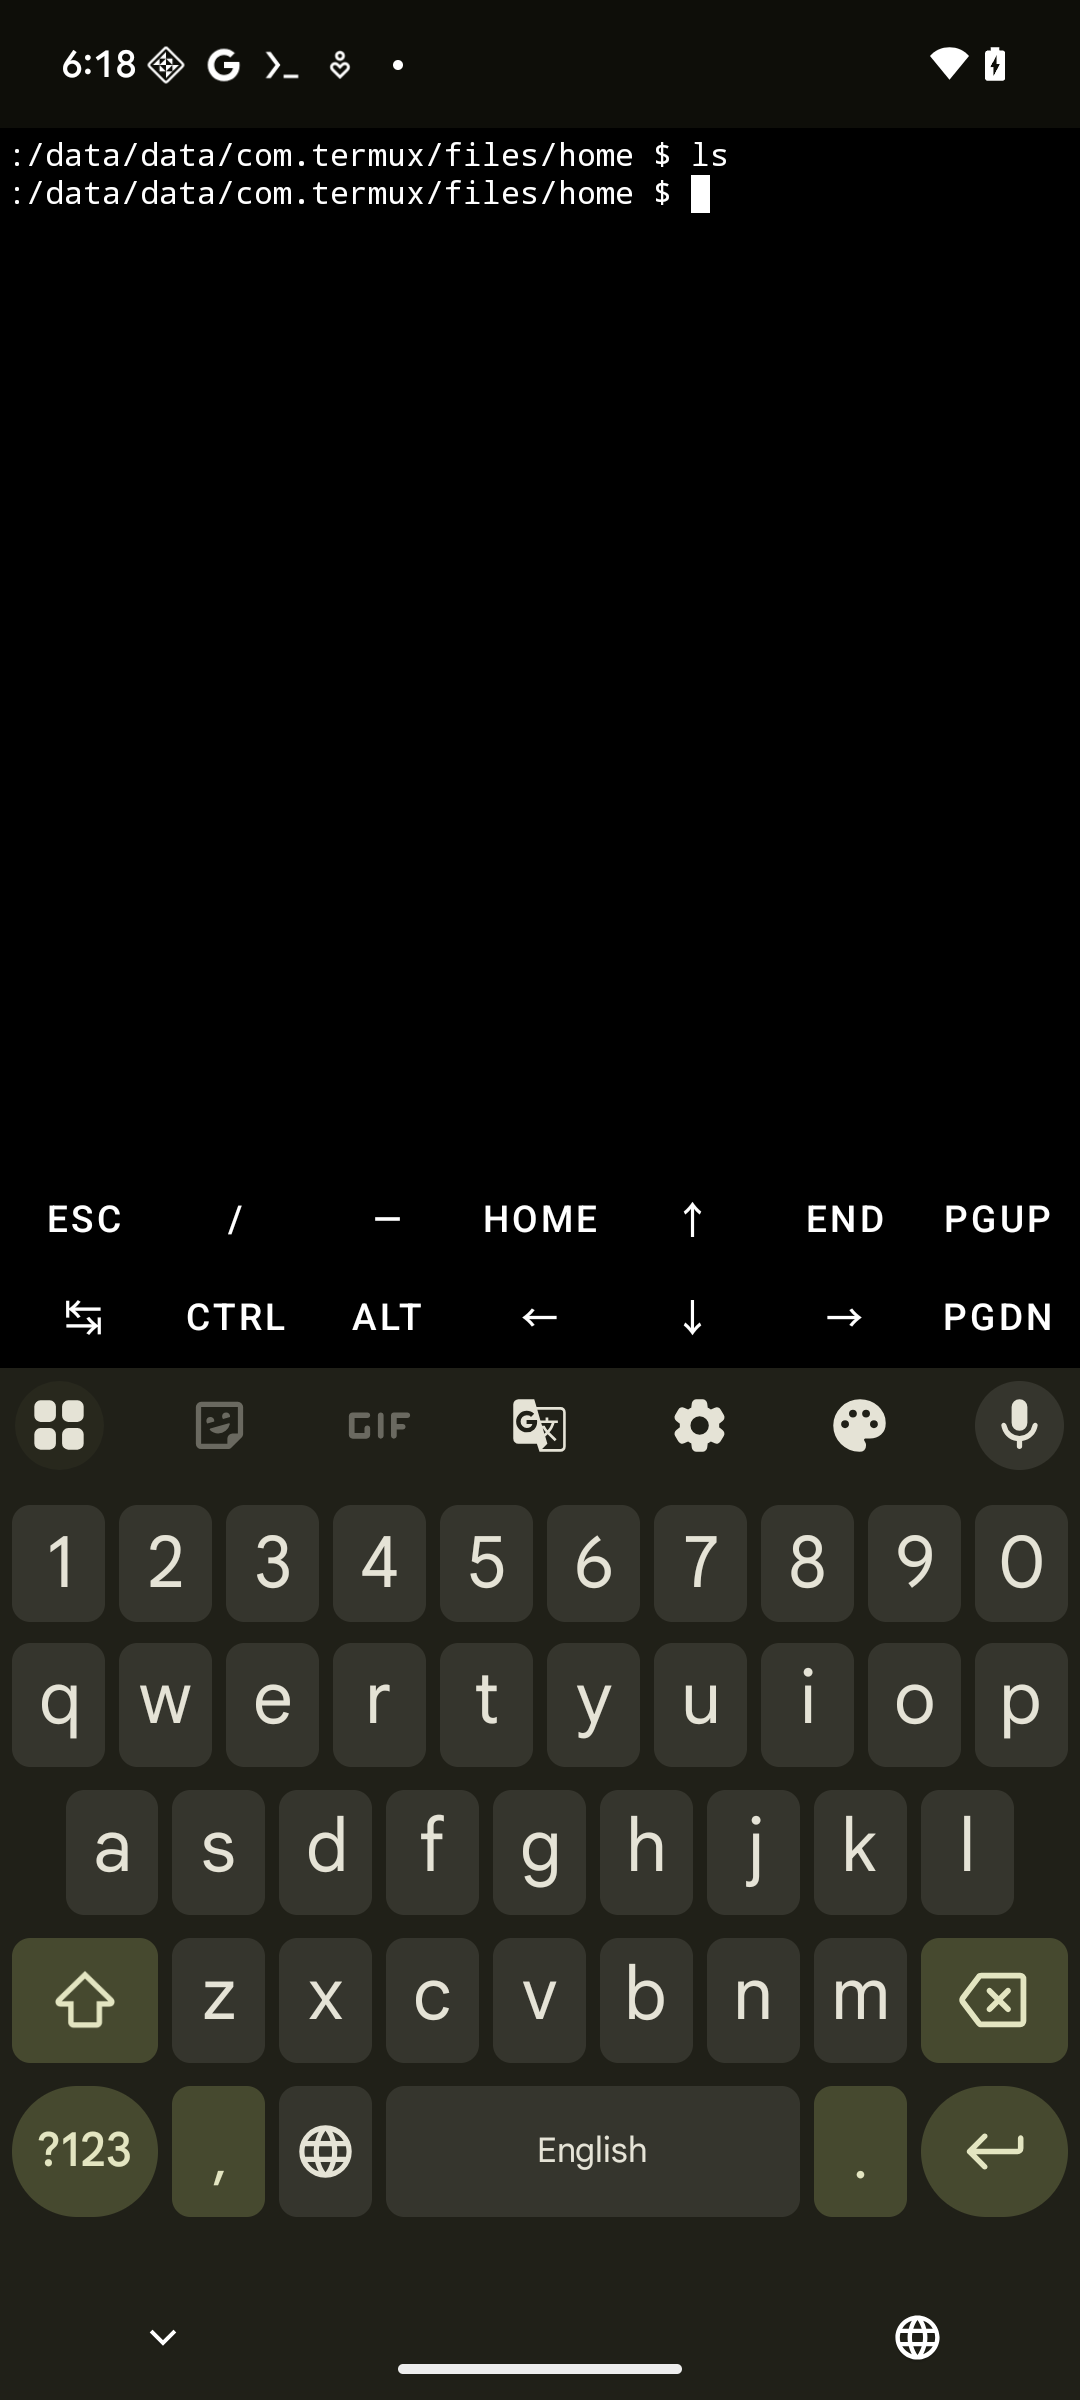 6:18
:/data/data/com.termux/files/home $ ls
:/data/data/com.termux/files/home $
ESC / — HOME ↑ END PGUP
↹ CTRL ALT ← ↓ → PGDN
GIF
1 2 3 4 5 6 7 8 9 0
q w e r t y u i o p
a s d f g h j k l
z x c v b n m
?123 , English .